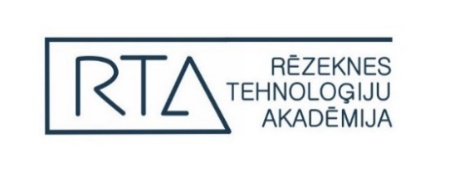 RTA
RĒZEKNES
TEHNOLOĢIJU
AKADĒMIJA